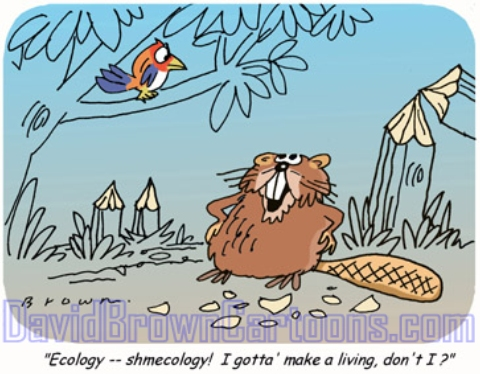 Brown.
DavidBrownCartoons.com
"Ecology -- shmecology! I gotta' make a living, don't I?"